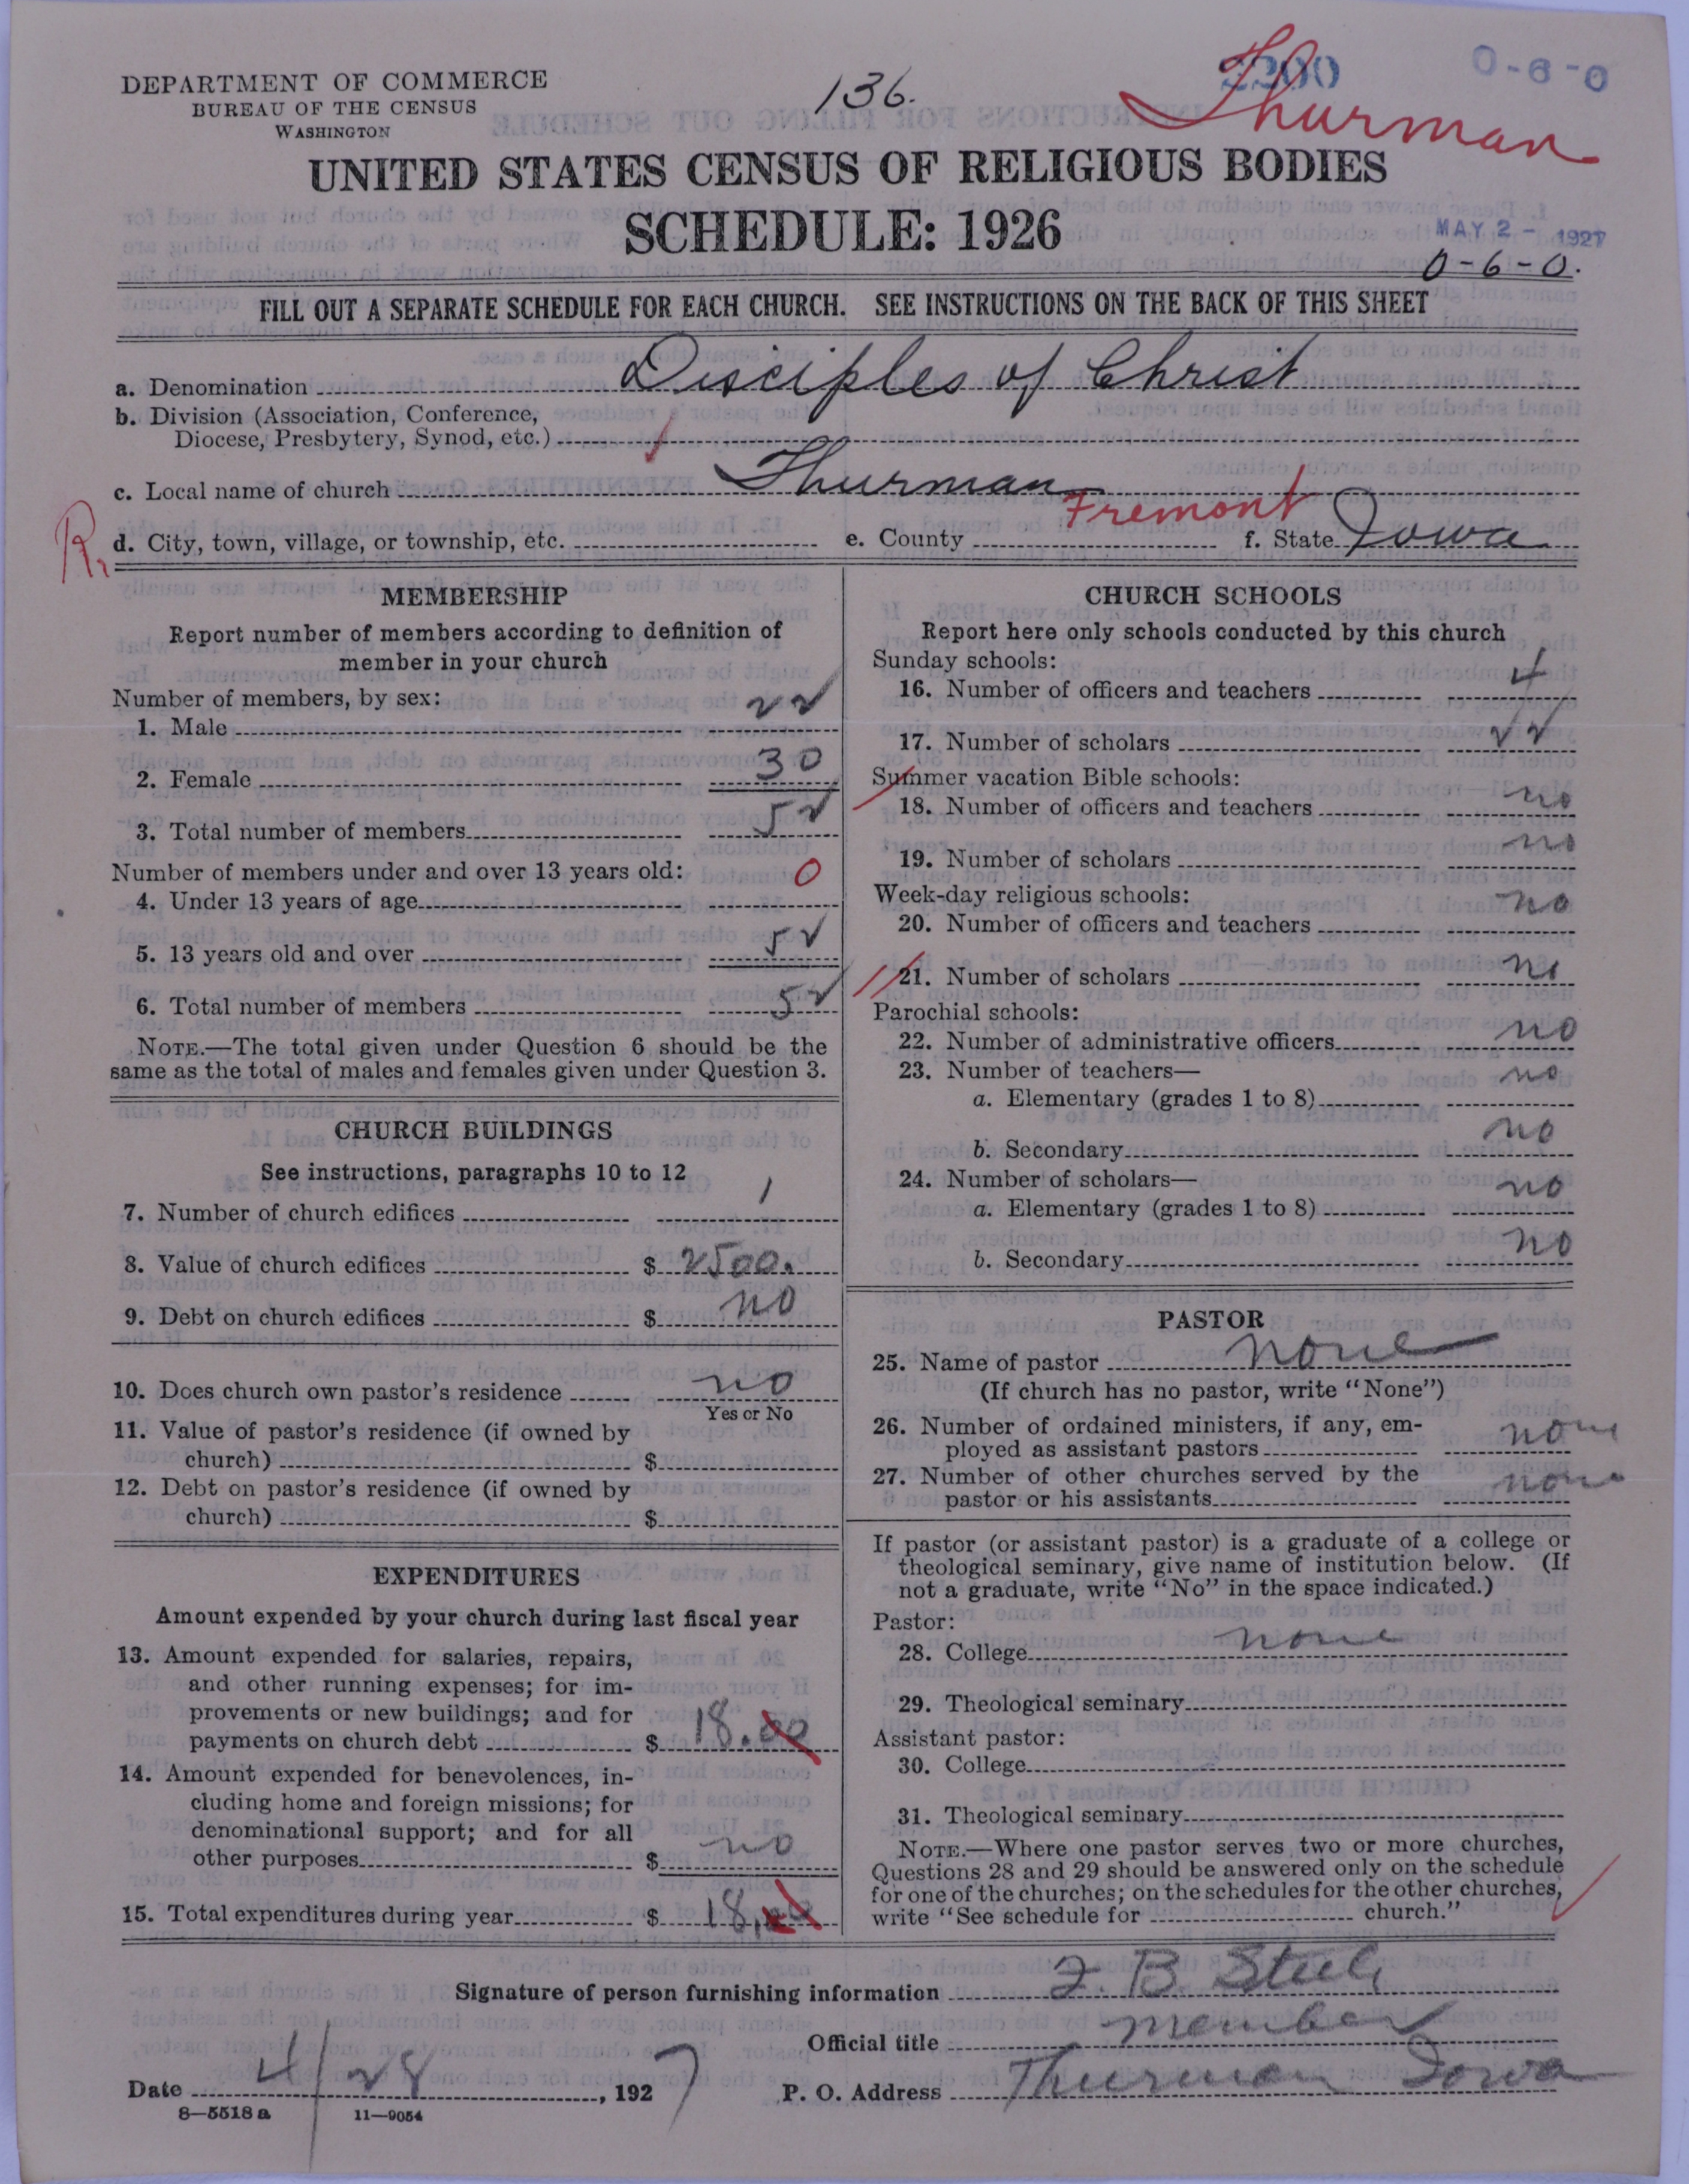 DEPARTMENT OF COMMERCE
BUREAU OF THE CENSUS
WASHINGTON
136.
2200
Thurman
0-6-0
UNITED STATES CENSUS OF RELIGIOUS BODIES
SCHEDULE: 1926
MAY 2 - 1927
0-6-0.
FILL OUT A SEPARATE SCHEDULE FOR EACH CHURCH. SEE INSTRUCTIONS ON THE BACK OF THIS SHEET
a. Denomination Disciples of Christ
b. Division (Association, Conference,
Diocese, Presbytery, Synod, etc.)
c. Local name of church Thurman
d. City, town, village, or township, etc. e. County Fremont f. State Iowa
MEMBERSHIP
Report number of members according to definition of
member in your church
Number of members, by sex:
1. Male 22
2. Female 30
3. Total number of members 52
Number of members under and over 13 years old:
4. Under 13 years of age 0
5. 13 years old and over 52
6. Total number of members 52
NOTE.—The total given under Question 6 should be the
same as the total of males and females given under Question 3.
CHURCH BUILDINGS
See instructions, paragraphs 10 to 12
7. Number of church edifices 1
8. Value of church edifices $ 2500.
9. Debt on church edifices $ no
10. Does church own pastor's residence no
Yes or No
11. Value of pastor's residence (if owned by
church) $
12. Debt on pastor's residence (if owned by
church) $
EXPENDITURES
Amount expended by your church during last fiscal year
13. Amount expended for salaries, repairs,
and other running expenses; for im-
provements or new buildings; and for
payments on church debt $ 18.00
14. Amount expended for benevolences, in-
cluding home and foreign missions; for
denominational support; and for all
other purposes $ no
15. Total expenditures during year $ 18.00
CHURCH SCHOOLS
Report here only schools conducted by this church
Sunday schools:
16. Number of officers and teachers 4
17. Number of scholars 22
Summer vacation Bible schools:
18. Number of officers and teachers no
19. Number of scholars no
Week-day religious schools:
20. Number of officers and teachers no
21. Number of scholars no
Parochial schools:
22. Number of administrative officers no
23. Number of teachers—
a. Elementary (grades 1 to 8) no
b. Secondary no
24. Number of scholars—
a. Elementary (grades 1 to 8) no
b. Secondary no
PASTOR
25. Name of pastor none
(If church has no pastor, write "None")
26. Number of ordained ministers, if any, em-
ployed as assistant pastors none
27. Number of other churches served by the
pastor or his assistants none
If pastor (or assistant pastor) is a graduate of a college or
theological seminary, give name of institution below. (If
not a graduate, write "No" in the space indicated.)
Pastor:
28. College none
29. Theological seminary
Assistant pastor:
30. College
31. Theological seminary
NOTE.—Where one pastor serves two or more churches,
Questions 28 and 29 should be answered only on the schedule
for one of the churches; on the schedules for the other churches,
write "See schedule for church."
Signature of person furnishing information B. Steele
Official title member
Date 4/28, 1927 P. O. Address Thurman Iowa
8—5518 a 11—9054